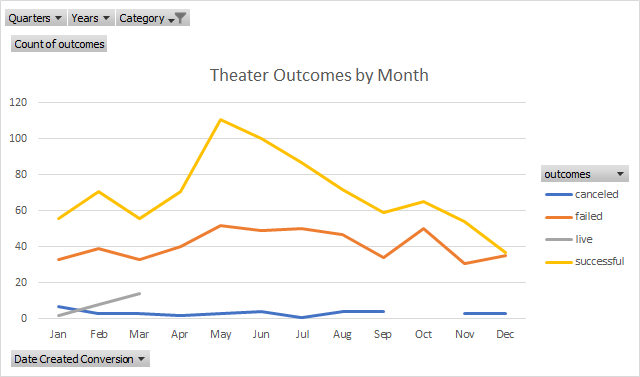 Quarters Years Category
Count of outcomes
Theater Outcomes by Month
120
100
80
60
40
20
0
Jan Feb Mar Apr May Jun Jul Aug Sep Oct Nov Dec
outcomes
canceled
failed
live
successful
Date Created Conversion